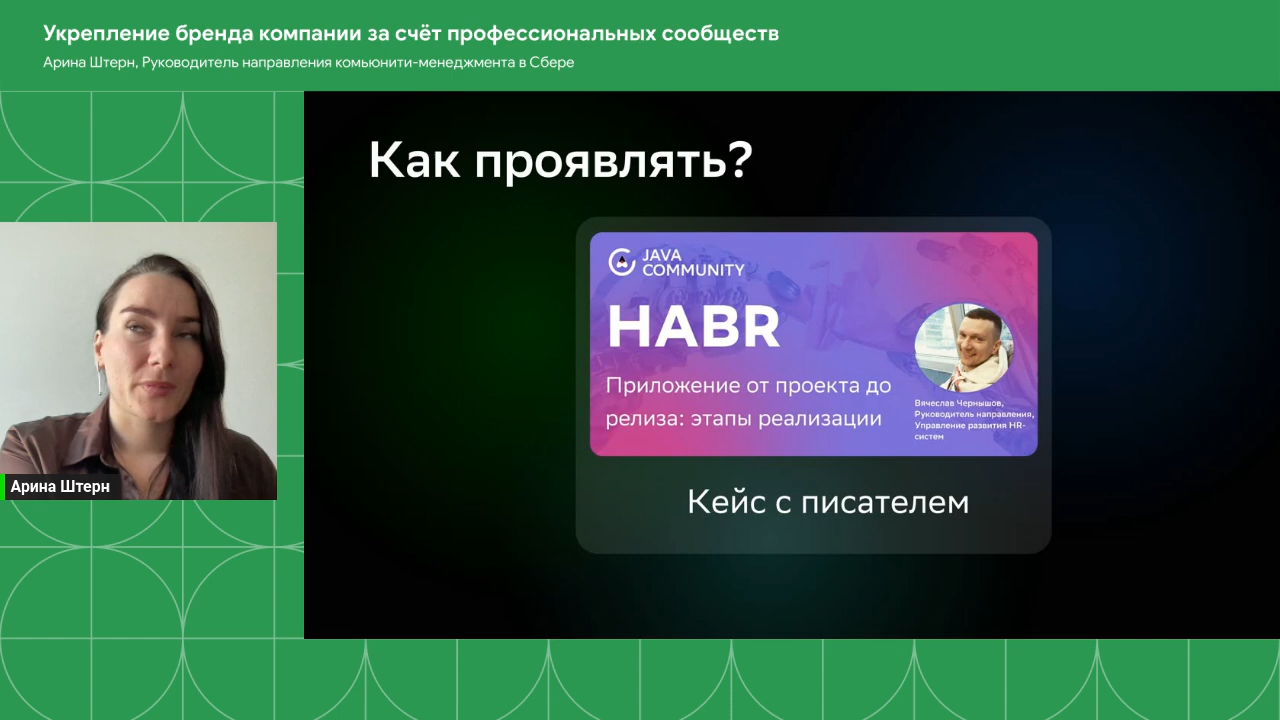 Укрепление бренда компании за счёт профессиональных сообществ
Арина Штерн, Руководитель направления комьюнити-менеджмента в Сбере
Как проявлять?
JAVA
COMMUNITY
HABR
Приложение от проекта до
релиза: этапы реализации
Вячеслав Чернышов,
Руководитель направления,
Управление развития HR-
систем
Кейс с писателем
Арина Штерн